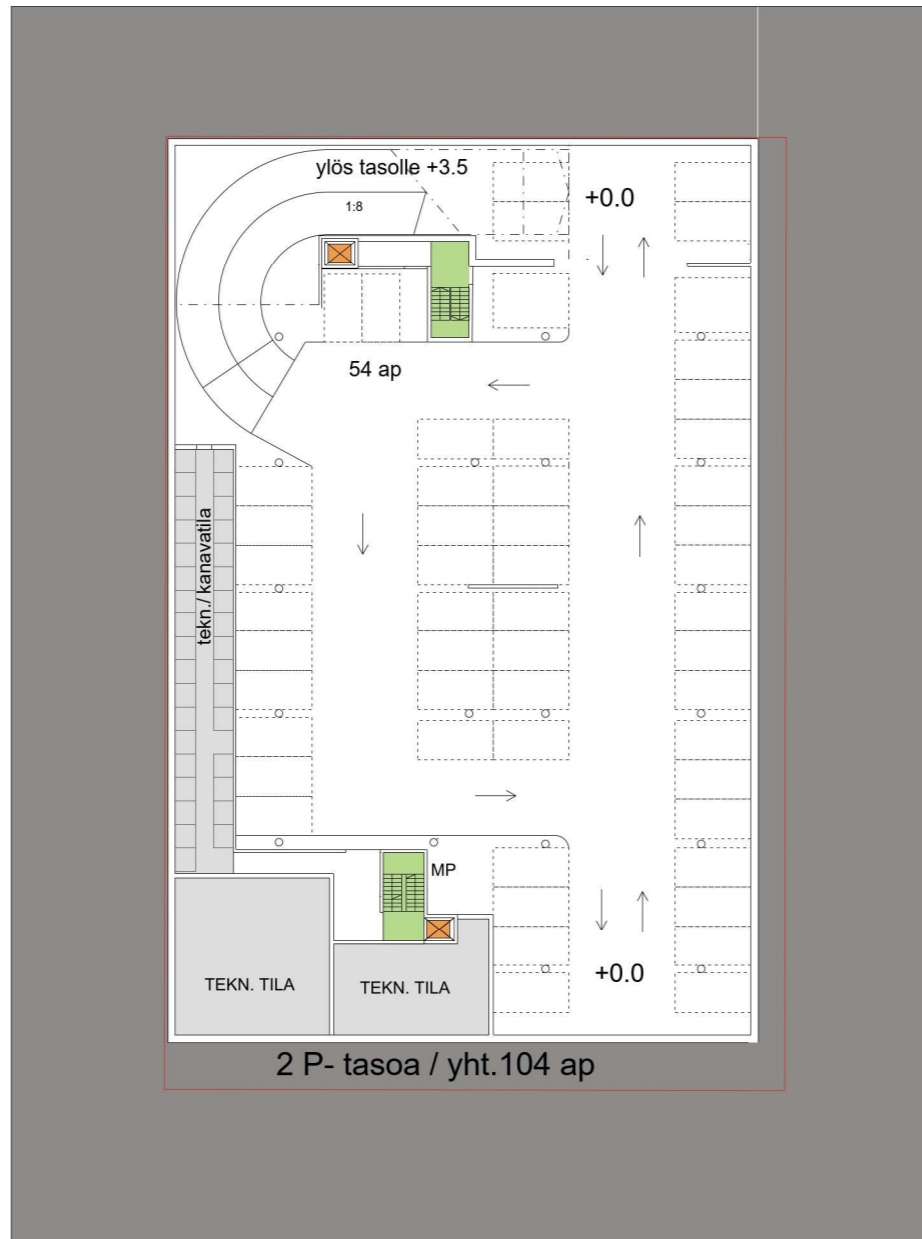 ylös tasolle +3.5
1:8
+0.0
54 ap
tekn./ kanavatila
MP
TEKN. TILA
TEKN. TILA
+0.0
2 P- tasoa / yht.104 ap